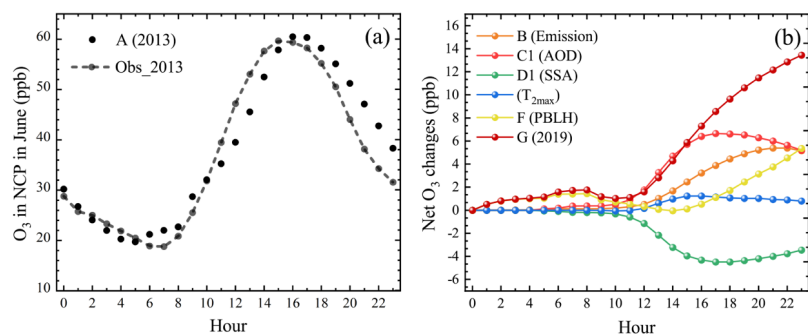 (a)
A (2013)
Obs_2013
O3 in NCP in June (ppb)
60
50
40
30
20
10
0 2 4 6 8 10 12 14 16 18 20 22
Hour
(b)
B (Emission)
C1 (AOD)
D1 (SSA)
(T2max)
F (PBLH)
G (2019)
Net O3 changes (ppb)
16
14
12
10
8
6
4
2
0
-2
-4
-6
0 2 4 6 8 10 12 14 16 18 20 22
Hour